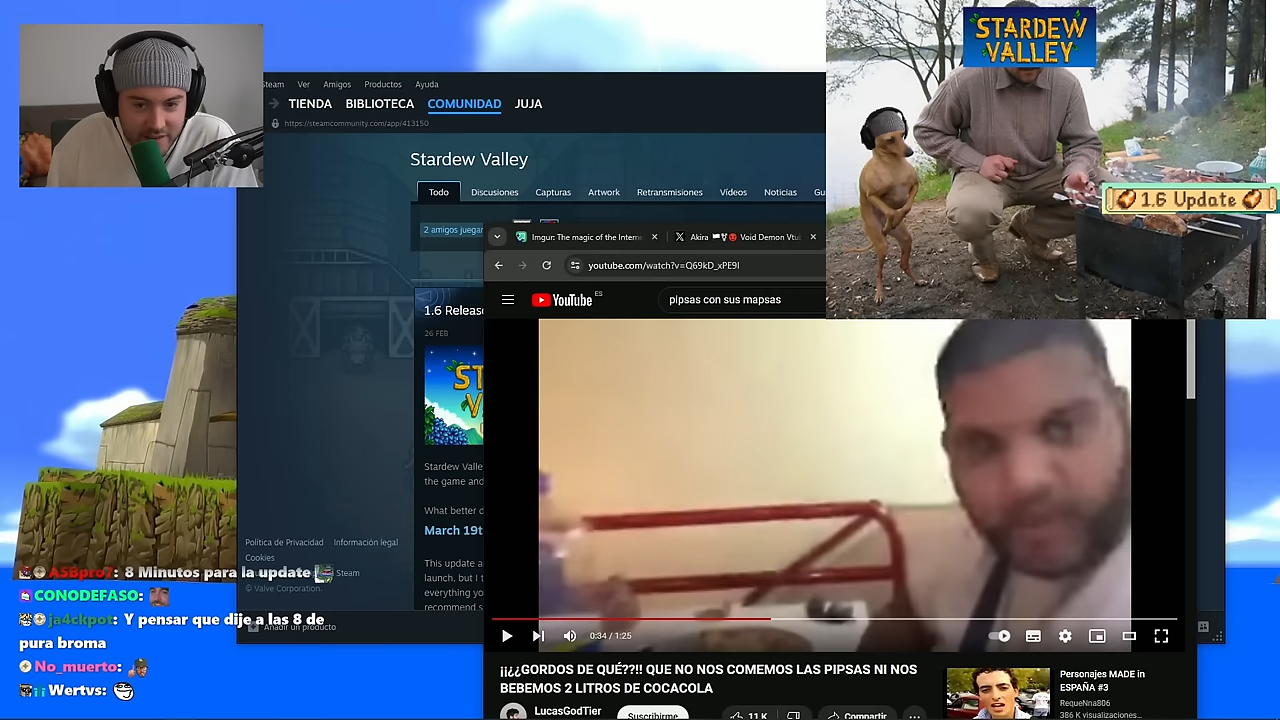 STARDEW
VALLEY
1.6 Update
Steam Ver Amigos Productos Ayuda
TIENDA BIBLIOTECA COMUNIDAD JUJA
https://steamcommunity.com/app/413150
Stardew Valley
Todo Discusiones Capturas Artwork Retransmisiones Vídeos Noticias Gu
2 amigos juegan
Imgur: The magic of the Intern
Akira Void Demon Vtub
youtube.com/watch?v=Q69kD_xPE9I
YouTube ES
pipsas con sus mapsas
1.6 Release
26 FEB
ST
V
Stardew Valle
the game and
What better d
March 19t
This update a
launch, but I t
everything yo
recommend s
Política de Privacidad Información legal
Cookies
Steam
© Valve Corporation.
Añadir un producto
A5Bpro7: 8 Minutos para la update
CONODEFASO:
ja4ckpot: Y pensar que dije a las 8 de
pura broma
No_muerto:
Wertvs:
0:34 / 1:25
¡¡¿¿GORDOS DE QUÉ??!! QUE NO NOS COMEMOS LAS PIPSAS NI NOS
BEBEMOS 2 LITROS DE COCACOLA
LucasGodTier
Suscribirme
11 K
Compartir
Personajes MADE in
ESPAÑA #3
RequeNna806
386 K visualizaciones...